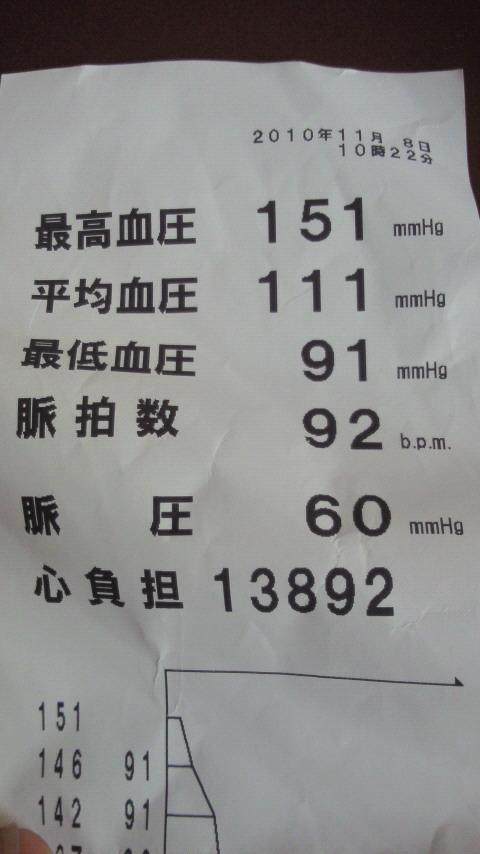 2010年11月 8日
10時22分
最高血圧 151 mmHg
平均血圧 111 mmHg
最低血圧 91 mmHg
脈拍数 92 b.p.m.
脈 圧 60 mmHg
心負担 13892
151
146 91
142 91